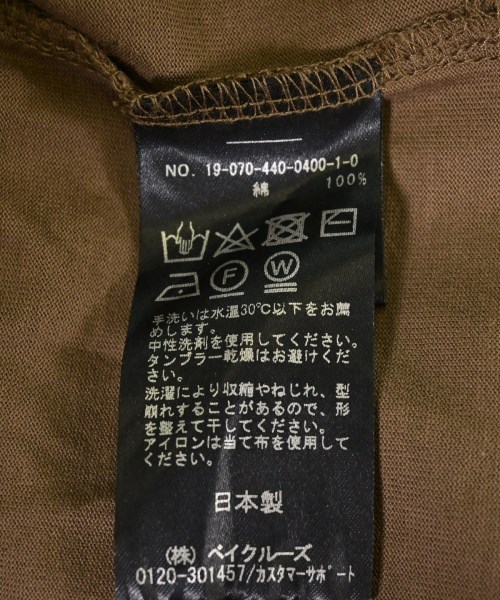 NO. 19-070-440-0400-1-0
綿 100%
F W
手洗いは水温30℃以下をお薦
めします。
中性洗剤を使用してください。
タンブラー乾燥はお避けくだ
さい。
洗濯により収縮やねじれ、型
崩れすることがあるので、形
を整えて干してください。
アイロンは当て布を使用して
ください。
日本製
(株) ベイクルーズ
0120-301457/カスタマーサポート